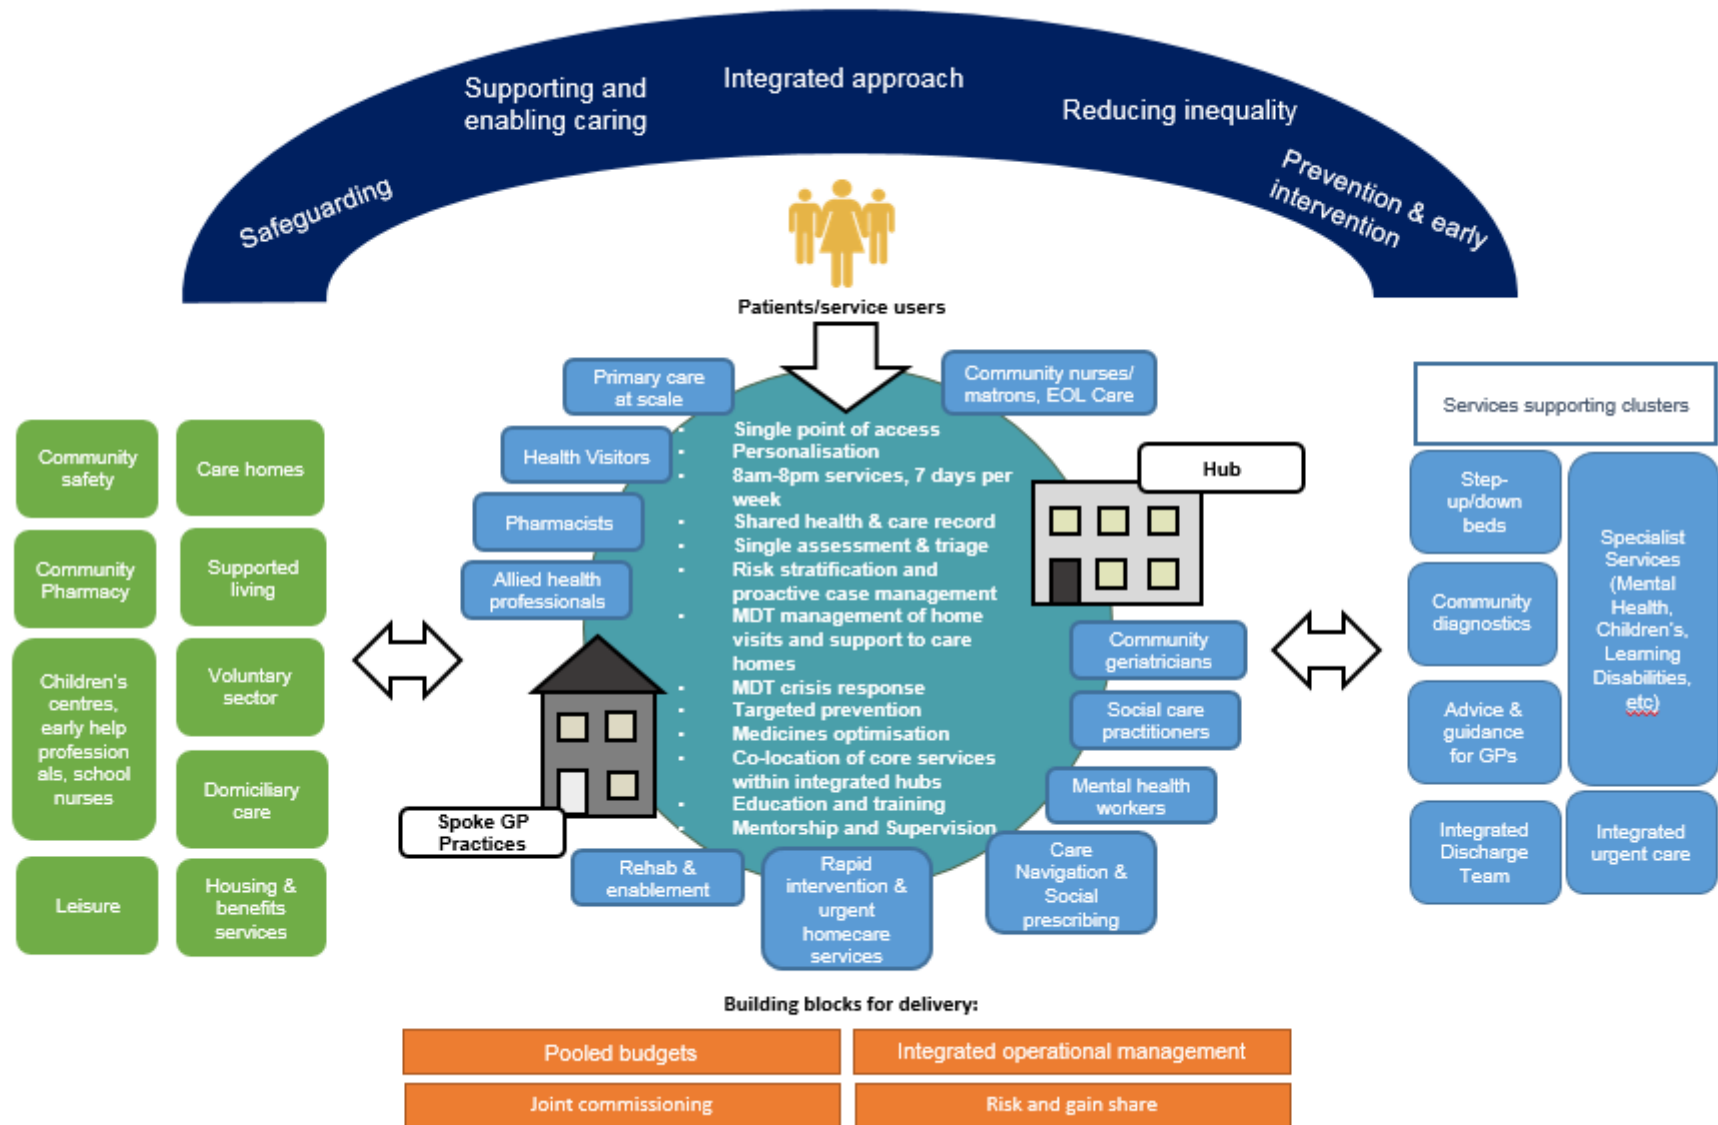 Supporting and
enabling caring
Integrated approach
Reducing inequality
Safeguarding
Prevention & early
intervention
Patients/service users
Primary care
at scale
Community nurses/
matrons, EOL Care
Health Visitors
Pharmacists
Allied health
professionals
- Single point of access
- Personalisation
- 8am-8pm services, 7 days per
week
- Shared health & care record
- Single assessment & triage
- Risk stratification and
proactive case management
- MDT management of home
visits and support to care
homes
- MDT crisis response
- Targeted prevention
- Medicines optimisation
- Co-location of core services
within integrated hubs
- Education and training
- Mentorship and Supervision
Hub
Spoke GP
Practices
Community
geriatricians
Social care
practitioners
Mental health
workers
Rehab &
enablement
Rapid
intervention &
urgent
homecare
services
Care
Navigation &
Social
prescribing
Community
safety
Care homes
Community
Pharmacy
Supported
living
Children's
centres,
early help
profession
als, school
nurses
Voluntary
sector
Domiciliary
care
Leisure
Housing &
benefits
services
Services supporting clusters
Step-
up/down
beds
Specialist
Services
(Mental
Health,
Children's,
Learning
Disabilities,
etc)
Community
diagnostics
Advice &
guidance
for GPs
Integrated
Discharge
Team
Integrated
urgent care
Building blocks for delivery:
Pooled budgets
Integrated operational management
Joint commissioning
Risk and gain share